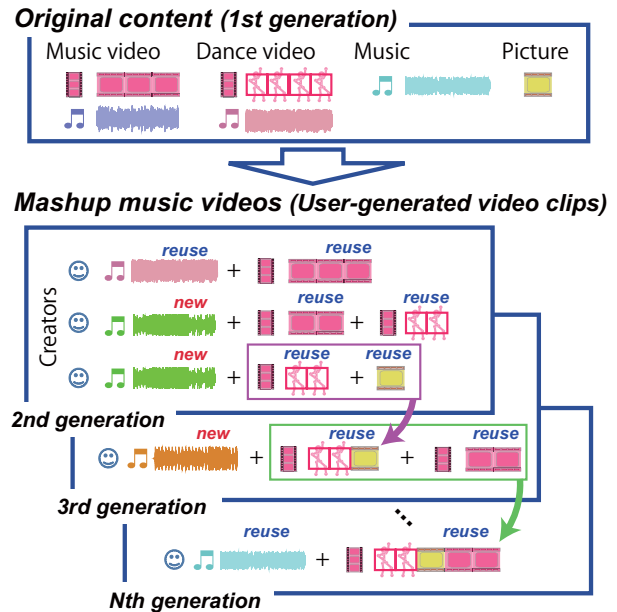 Original content (1st generation)
Music video Dance video Music Picture
Mashup music videos (User-generated video clips)
Creators
reuse reuse
+
new reuse reuse
+ +
new reuse reuse
+ +
2nd generation
new reuse reuse
+ +
3rd generation
...
reuse reuse
+
Nth generation